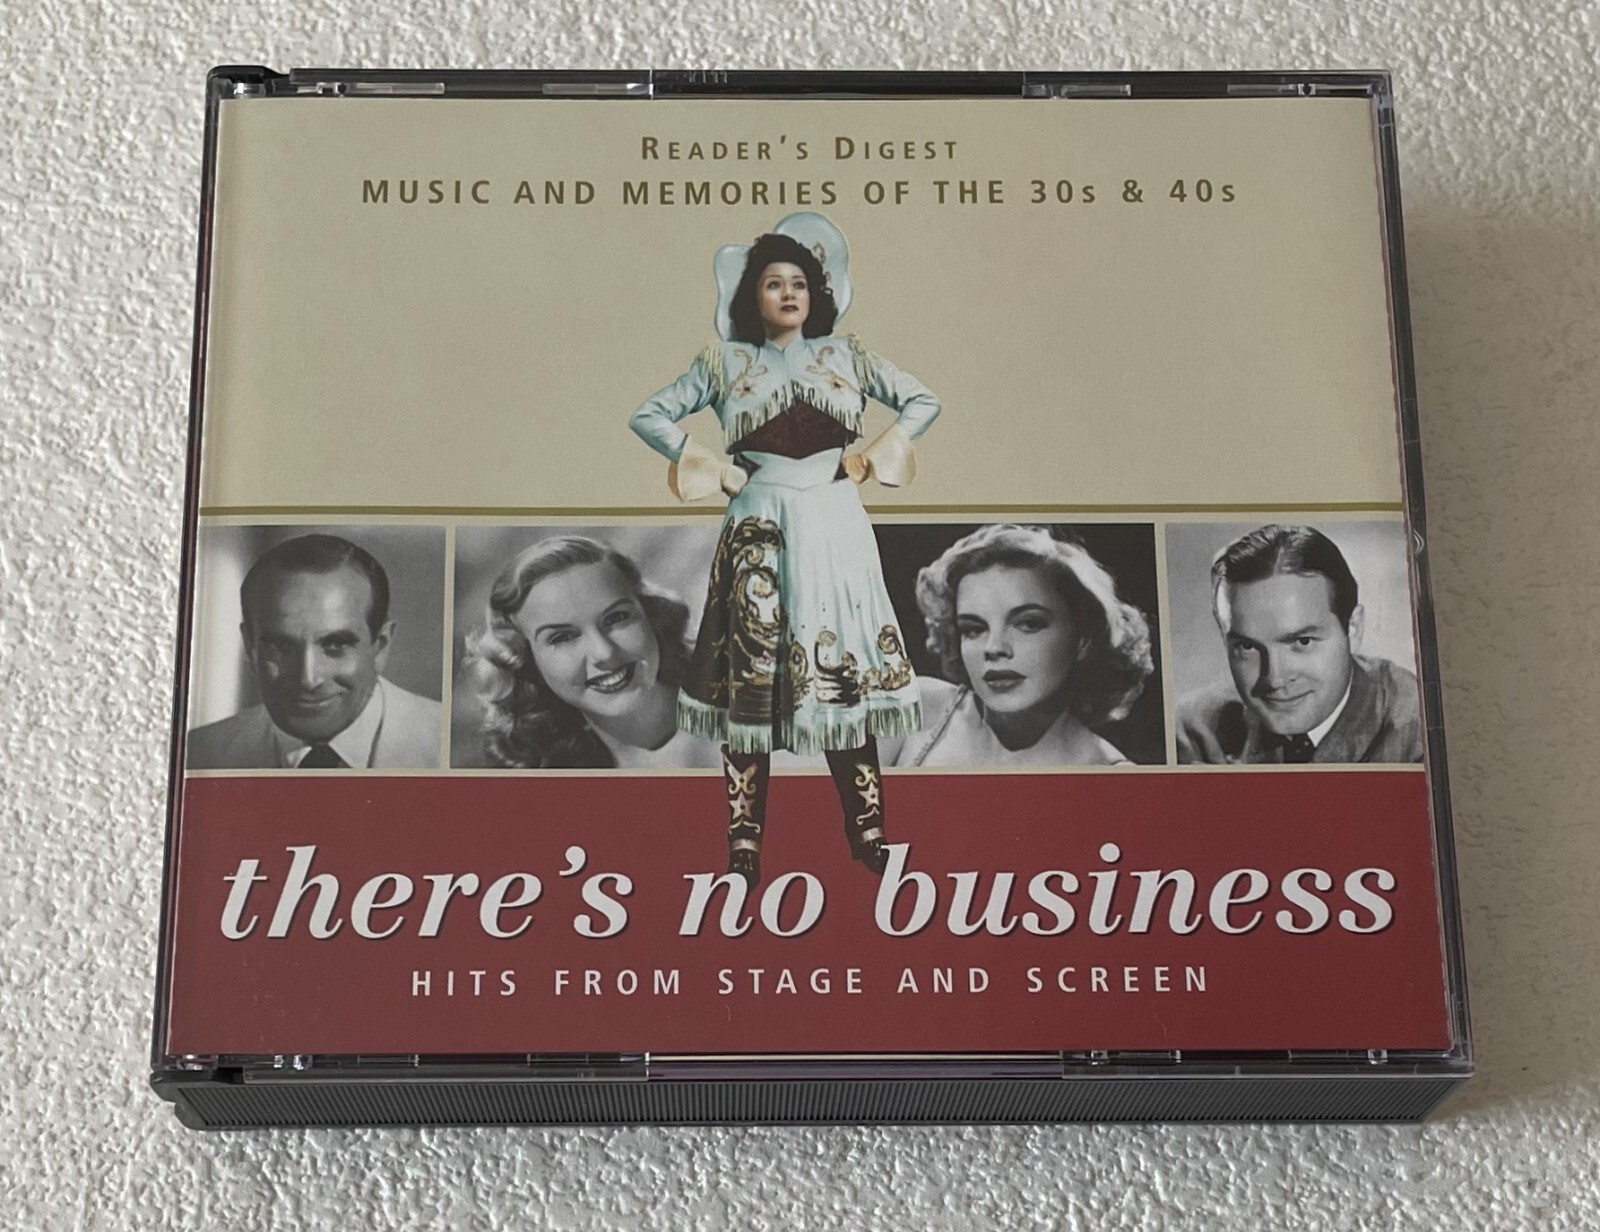 READER'S DIGEST
MUSIC AND MEMORIES OF THE 30s & 40s
there's no business
HITS FROM STAGE AND SCREEN